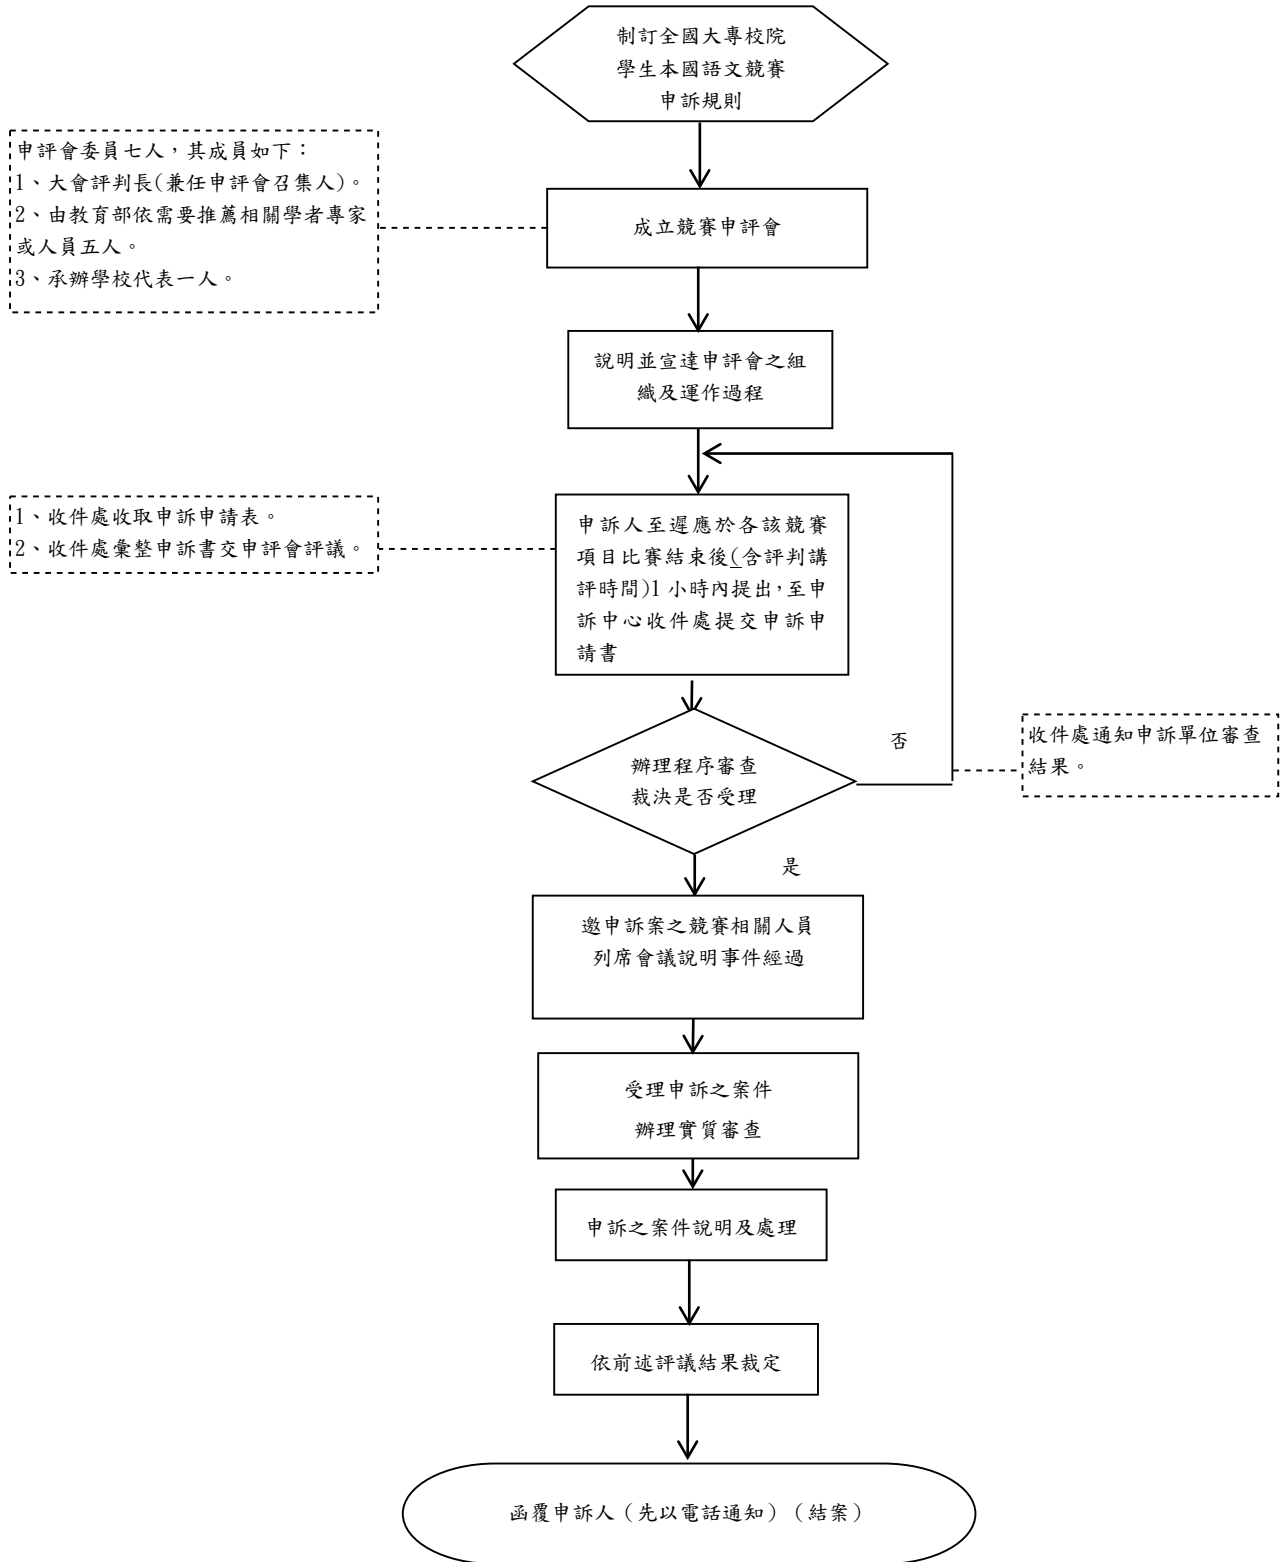 制訂全國大專校院
學生本國語文競賽
申訴規則
申評會委員七人，其成員如下：
1、大會評判長(兼任申評會召集人)。
2、由教育部依需要推薦相關學者專家
或人員五人。
3、承辦學校代表一人。
成立競賽申評會
說明並宣達申評會之組
織及運作過程
1、收件處收取申訴申請表。
2、收件處彙整申訴書交申評會評議。
申訴人至遲應於各該競賽
項目比賽結束後(含評判講
評時間)1 小時內提出，至申
訴中心收件處提交申訴申
請書
辦理程序審查
裁決是否受理
否
收件處通知申訴單位審查
結果。
是
邀申訴案之競賽相關人員
列席會議說明事件經過
受理申訴之案件
辦理實質審查
申訴之案件說明及處理
依前述評議結果裁定
函覆申訴人（先以電話通知）（結案）